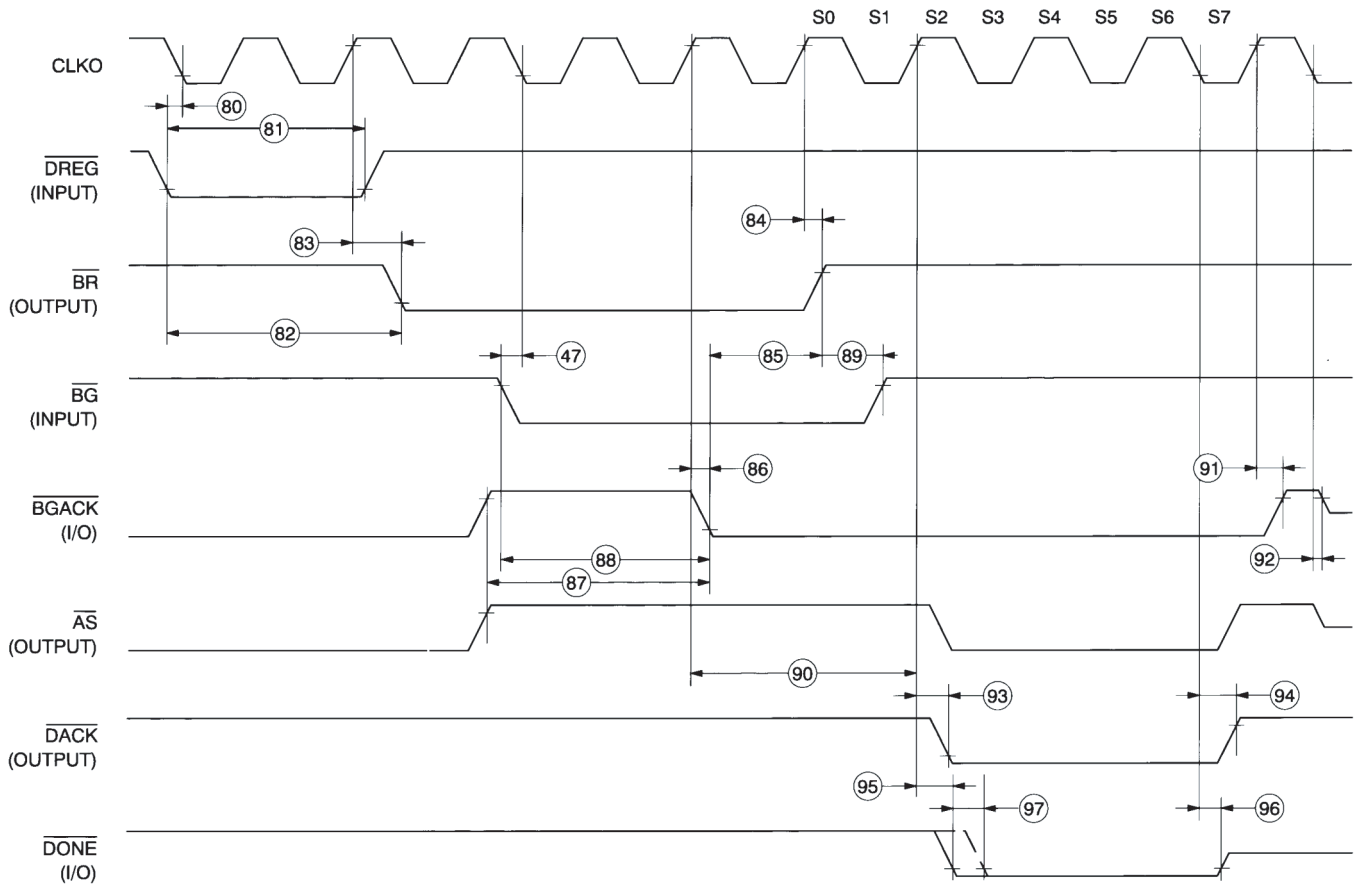 S0 S1 S2 S3 S4 S5 S6 S7
CLKO
80
81
DREG
(INPUT)
84
83
BR
(OUTPUT)
82
47
85
89
BG
(INPUT)
86
91
BGACK
(I/O)
88
92
87
AS
(OUTPUT)
90
93
94
DACK
(OUTPUT)
95
97
96
DONE
(I/O)